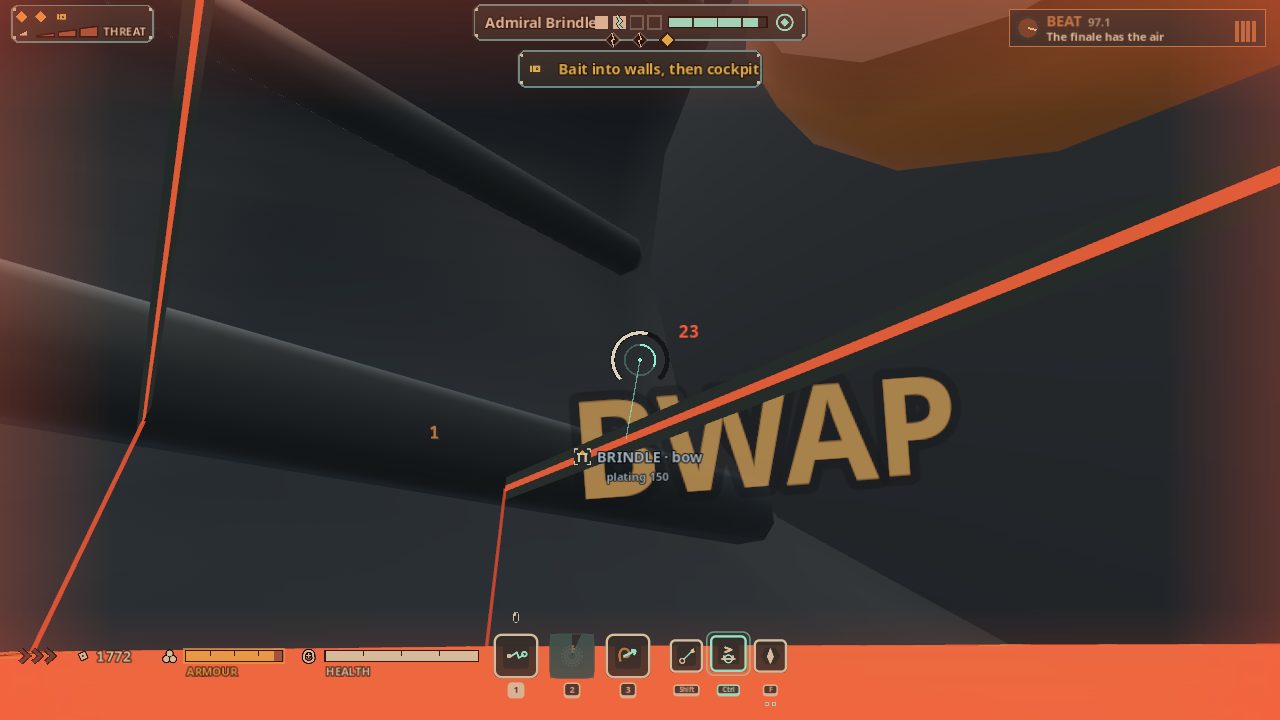 THREAT
Admiral Brindle
Bait into walls, then cockpit
BEAT 97.1
The finale has the air
23
1
BWAP
BRINDLE · bow
plating 150
1772
ARMOUR
HEALTH
1
2
3
Shift
Ctrl
F